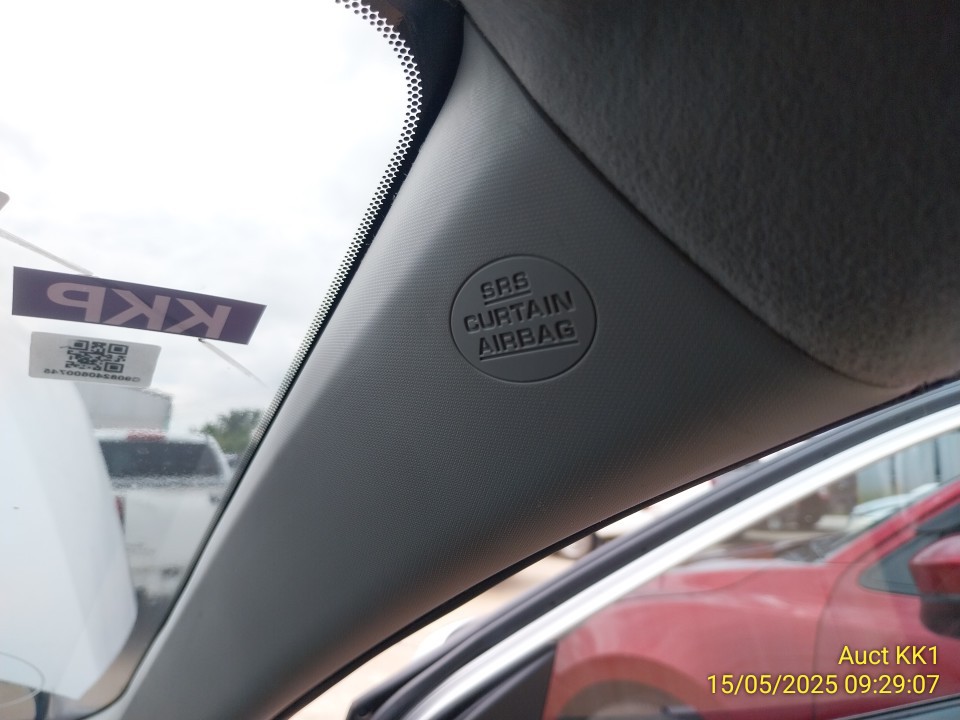 SRS
CURTAIN
AIRBAG
KKP
Auct KK1
15/05/2025 09:29:07